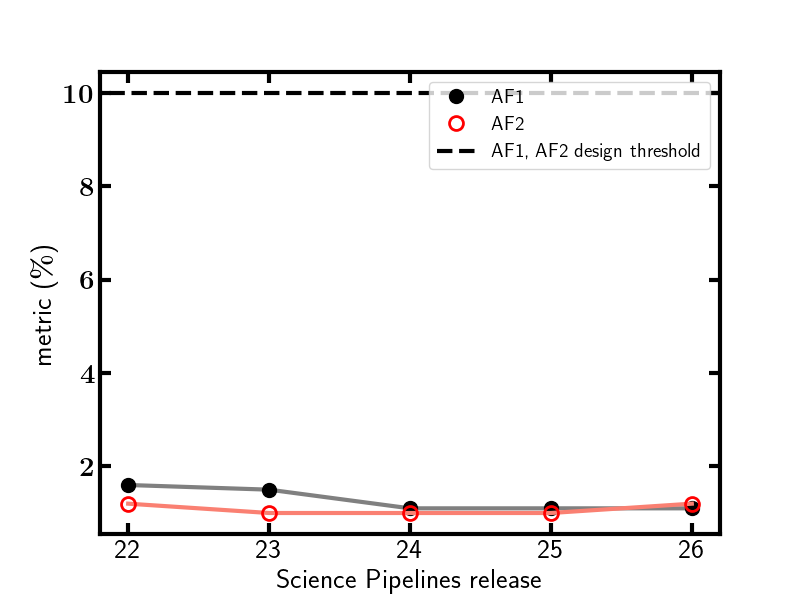 10
8
6
4
2
metric (%)
AF1
AF2
AF1, AF2 design threshold
22 23 24 25 26
Science Pipelines release